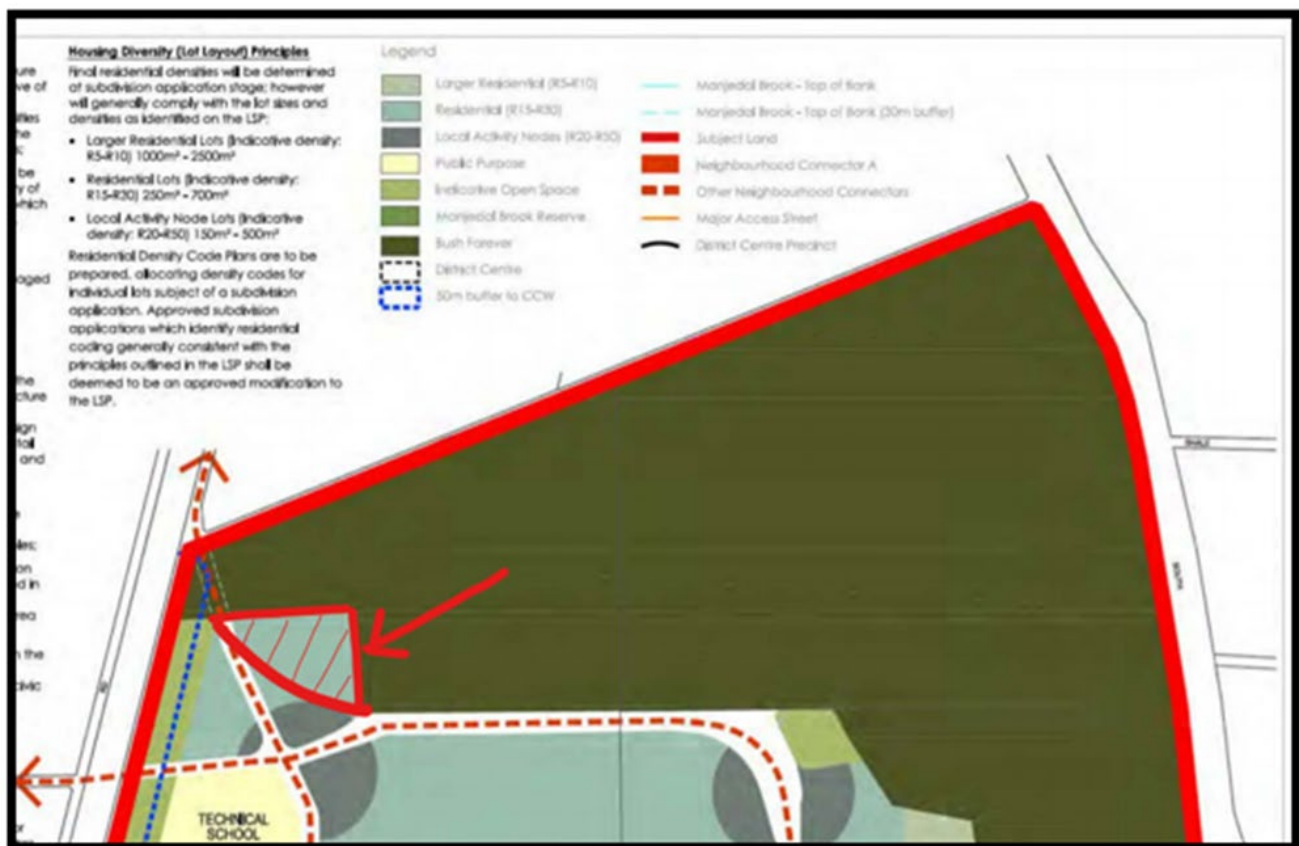 Housing Diversity (Lot Layout) Principles
Final residential densities will be determined
at subdivision application stage; however
will generally comply with the lot sizes and
densities as identified on the LSP:
• Larger Residential Lots (Indicative density:
R5-R10) 1000m² - 2500m²
• Residential Lots (Indicative density:
R15-R30) 250m² - 700m²
• Local Activity Node Lots (Indicative
density: R20-R50) 150m² - 500m²
Residential Density Code Plans are to be
prepared, allocating density codes for
individual lots subject of a subdivision
application. Approved subdivision
applications which identify residential
coding generally consistent with the
principles outlined in the LSP shall be
deemed to be an approved modification to
the LSP.
Legend
Larger Residential (R5-R10)
Residential (R15-R30)
Local Activity Nodes (R20-R50)
Public Purpose
Indicative Open Space
Manjedal Brook Reserve
Bush Forever
District Centre
50m buffer to CCW
Manjedal Brook - Top of Bank
Manjedal Brook - Top of Bank (30m buffer)
Subject Land
Neighbourhood Connector A
Other Neighbourhood Connectors
Major Access Street
District Centre Precinct
SOUTH
TECHNICAL
SCHOOL